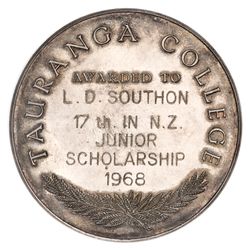 TAURANGA COLLEGE
AWARDED TO
L. D. SOUTHON
17 th. IN N.Z.
JUNIOR
SCHOLARSHIP
1968